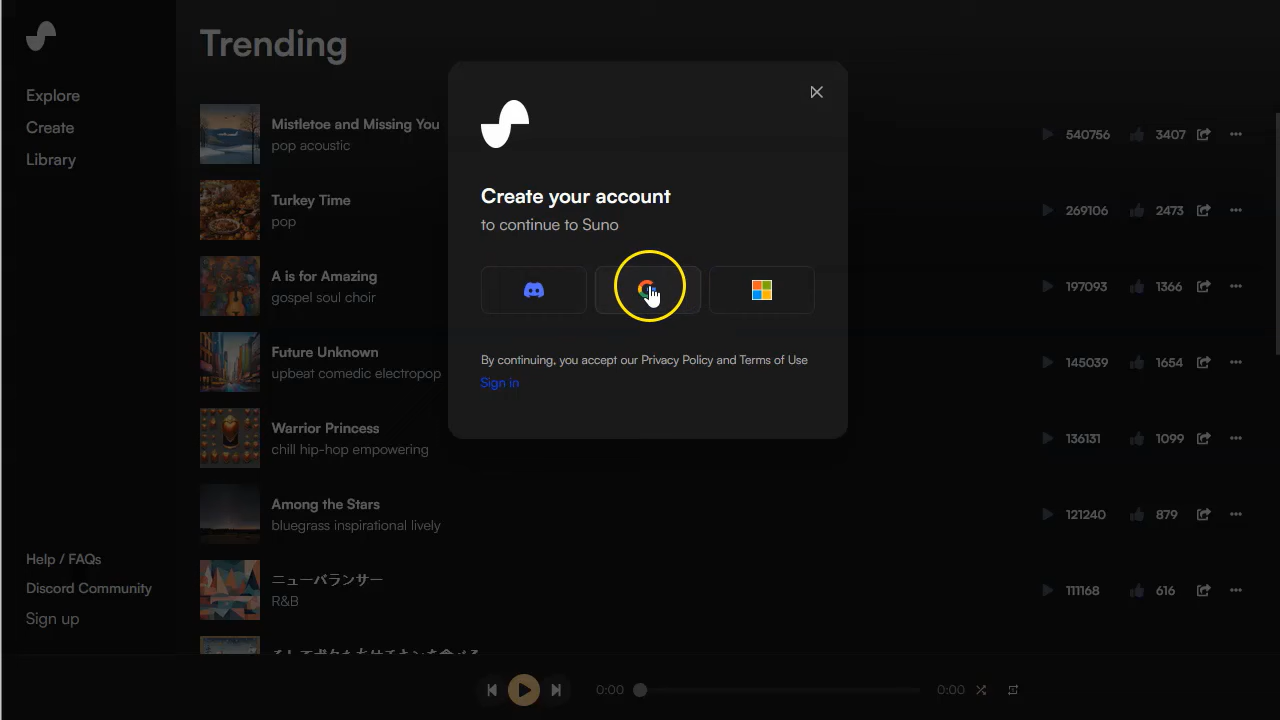 Trending
Explore
Create
Library
Mistletoe and Missing You
pop acoustic
540756
3407
Turkey Time
pop
269106
2473
A is for Amazing
gospel soul choir
197093
1366
Future Unknown
upbeat comedic electropop
145039
1654
Warrior Princess
chill hip-hop empowering
136131
1099
Among the Stars
bluegrass inspirational lively
121240
879
ニューバランサー
R&B
111168
616
Create your account
to continue to Suno
By continuing, you accept our Privacy Policy and Terms of Use
Sign in
Help / FAQs
Discord Community
Sign up
0:00
0:00